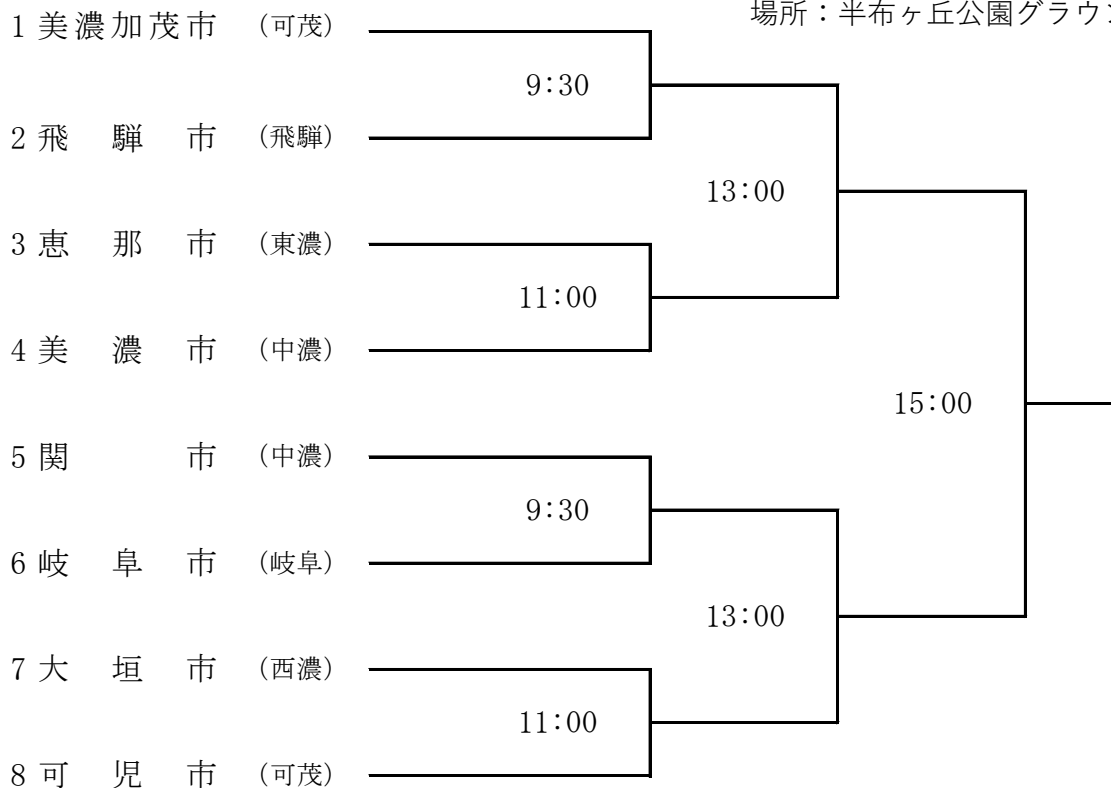 場所：半布ヶ丘公園グラウン
1 美濃加茂市 （可茂）
9:30
2 飛騨市 （飛騨）
13:00
3 恵那市 （東濃）
11:00
4 美濃市 （中濃）
15:00
5 関市 （中濃）
9:30
6 岐阜市 （岐阜）
13:00
7 大垣市 （西濃）
11:00
8 可児市 （可茂）